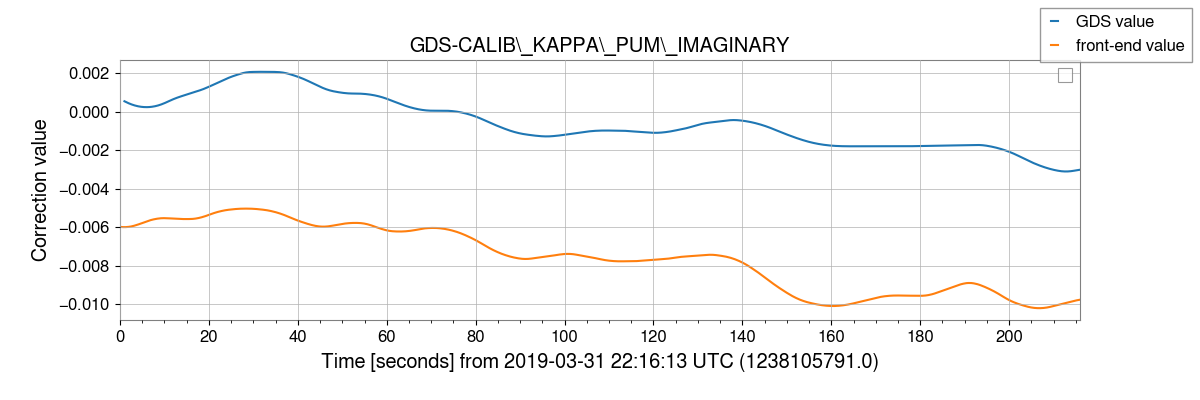 GDS value
front-end value
GDS-CALIB\_KAPPA\_PUM\_IMAGINARY
Correction value
0.002
0.000
−0.002
−0.004
−0.006
−0.008
−0.010
0 20 40 60 80 100 120 140 160 180 200
Time [seconds] from 2019-03-31 22:16:13 UTC (1238105791.0)